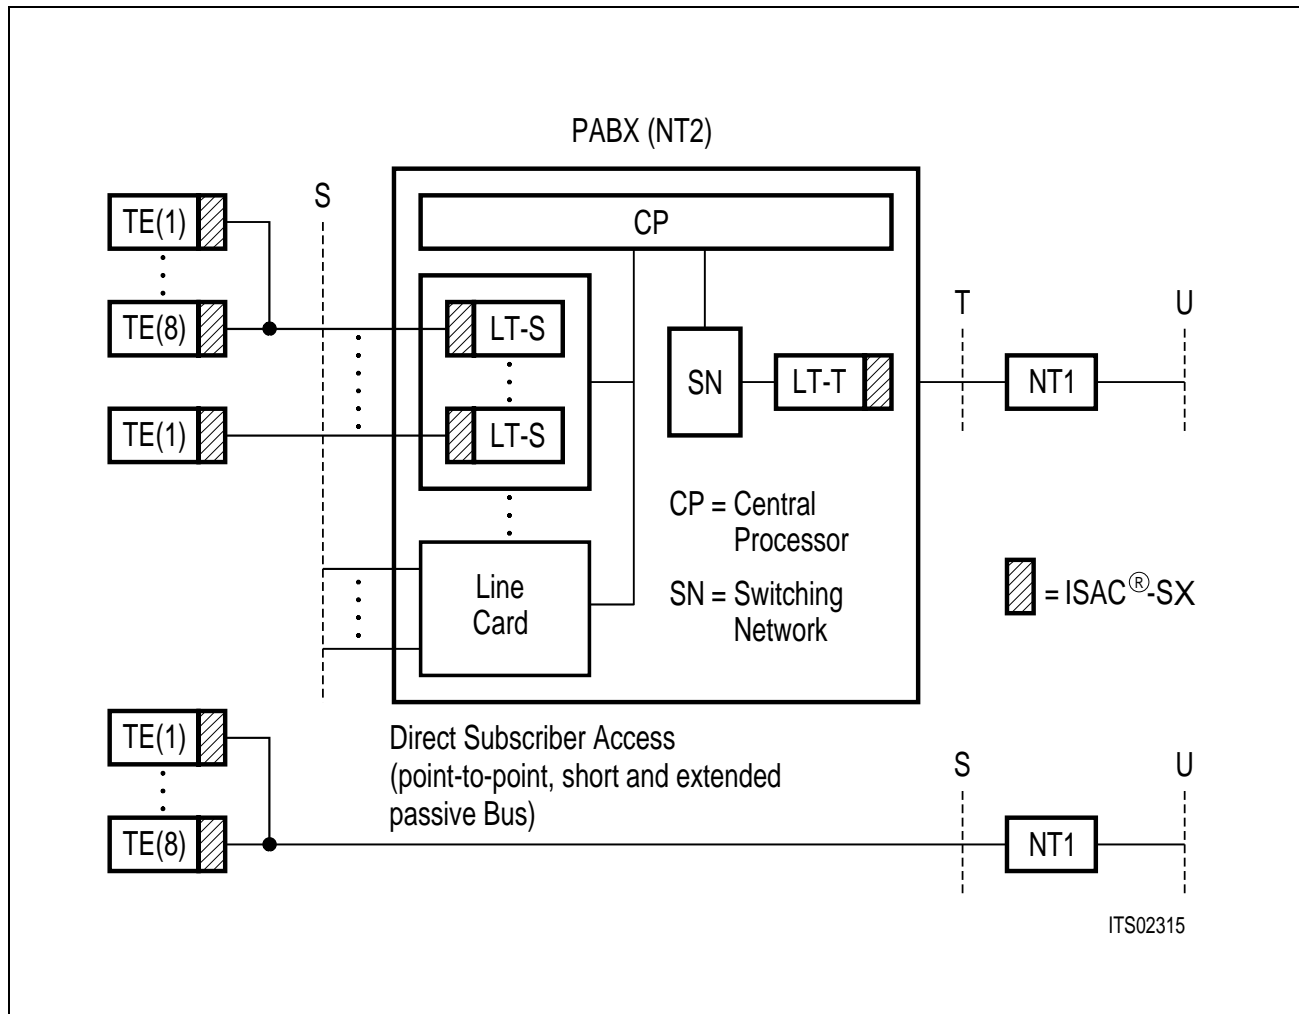 PABX (NT2)
S
TE(1)
CP
TE(8)
LT-S
T
U
SN
LT-T
NT1
TE(1)
LT-S
CP = Central
Processor
SN = Switching
Network
Line
Card
= ISAC®-SX
TE(1)
Direct Subscriber Access
(point-to-point, short and extended
passive Bus)
S
U
TE(8)
NT1
ITS02315